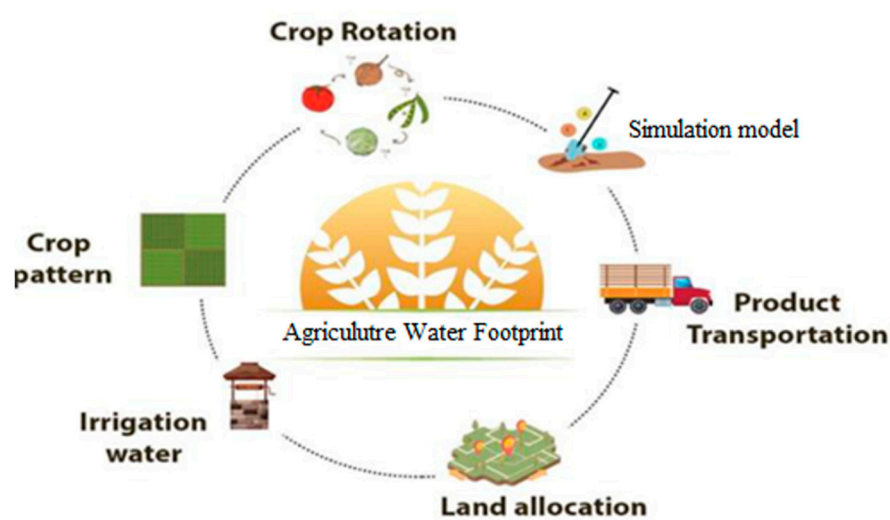 Crop Rotation
Simulation model
Crop
pattern
Agriculutre Water Footprint
Product
Transportation
Irrigation
water
Land allocation